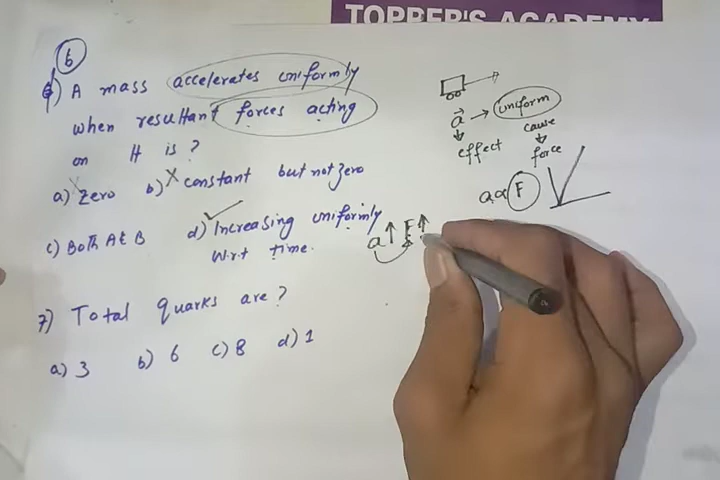 TOPPER'S ACADEMY
6
A mass accelerates uniformly
when resultant forces acting
on It is?
a) Zero b) constant but not zero
c) Both A & B d) Increasing uniformly
w.r.t time.
7) Total quarks are?
a) 3 b) 6 c) 8 d) 1
a → uniform
effect
cause
force
a ∝ F
a ↑ F ↑